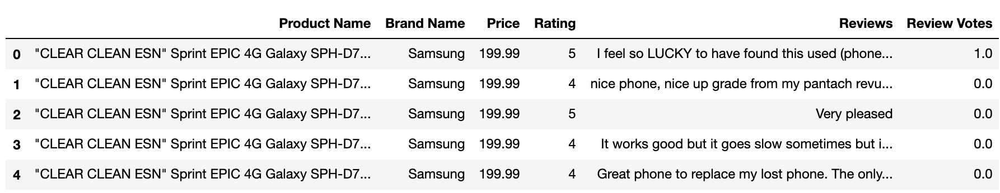 Product Name Brand Name Price Rating Reviews Review Votes
0 "CLEAR CLEAN ESN" Sprint EPIC 4G Galaxy SPH-D7... Samsung 199.99 5 I feel so LUCKY to have found this used (phone... 1.0
1 "CLEAR CLEAN ESN" Sprint EPIC 4G Galaxy SPH-D7... Samsung 199.99 4 nice phone, nice up grade from my pantach revu... 0.0
2 "CLEAR CLEAN ESN" Sprint EPIC 4G Galaxy SPH-D7... Samsung 199.99 5 Very pleased 0.0
3 "CLEAR CLEAN ESN" Sprint EPIC 4G Galaxy SPH-D7... Samsung 199.99 4 It works good but it goes slow sometimes but i... 0.0
4 "CLEAR CLEAN ESN" Sprint EPIC 4G Galaxy SPH-D7... Samsung 199.99 4 Great phone to replace my lost phone. The only... 0.0